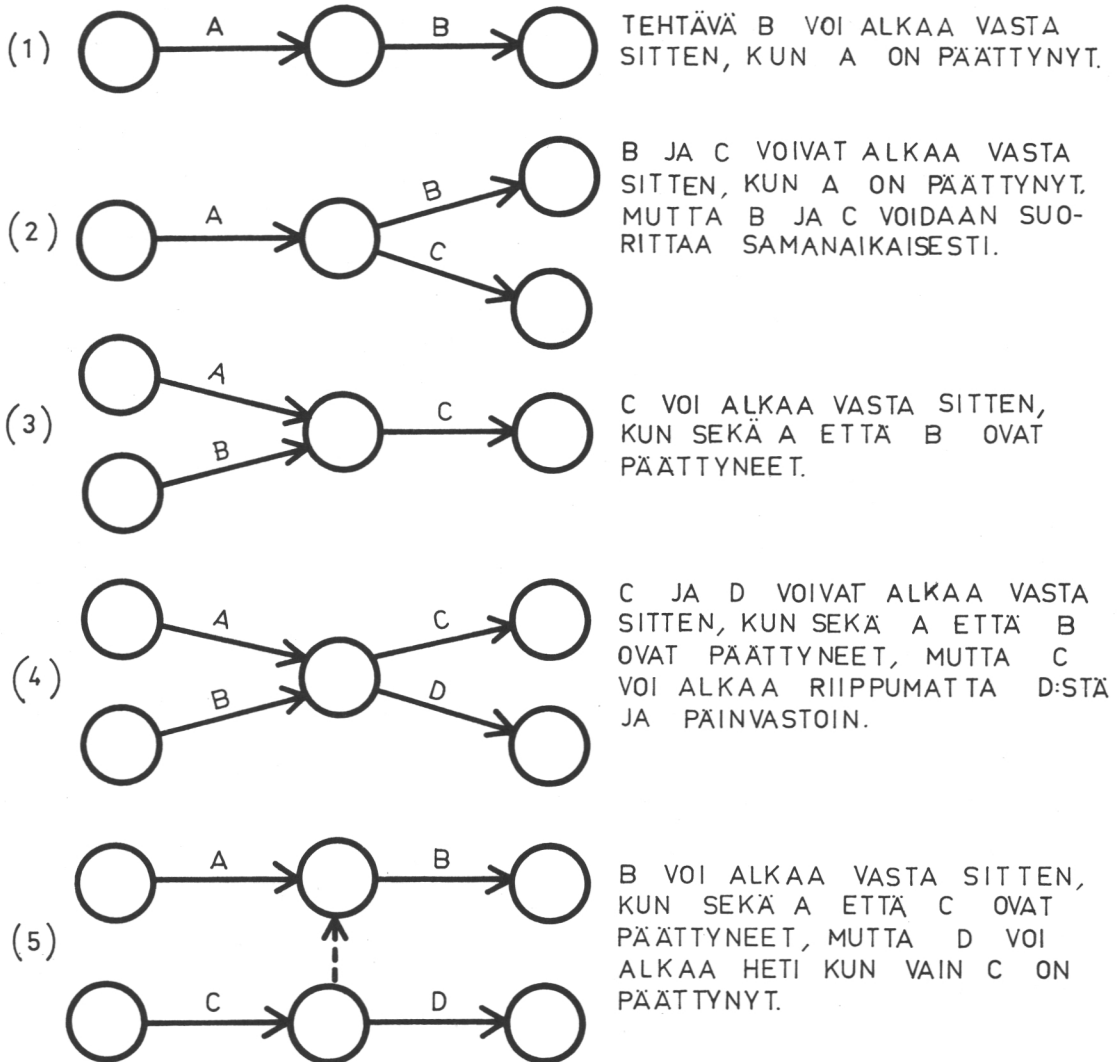 (1)
A
B
TEHTÄVÄ B VOI ALKAA VASTA
SITTEN, KUN A ON PÄÄTTYNYT.
(2)
A
B
C
B JA C VOIVAT ALKAA VASTA
SITTEN, KUN A ON PÄÄTTYNYT.
MUTTA B JA C VOIDAAN SUO-
RITTAA SAMANAIKAISESTI.
(3)
A
B
C
C VOI ALKAA VASTA SITTEN,
KUN SEKÄ A ETTÄ B OVAT
PÄÄTTYNEET.
(4)
A
B
C
D
C JA D VOIVAT ALKAA VASTA
SITTEN, KUN SEKÄ A ETTÄ B
OVAT PÄÄTTYNEET, MUTTA C
VOI ALKAA RIIPPUMATTA D:STÄ
JA PÄINVASTOIN.
(5)
A
B
C
D
B VOI ALKAA VASTA SITTEN,
KUN SEKÄ A ETTÄ C OVAT
PÄÄTTYNEET, MUTTA D VOI
ALKAA HETI KUN VAIN C ON
PÄÄTTYNYT.